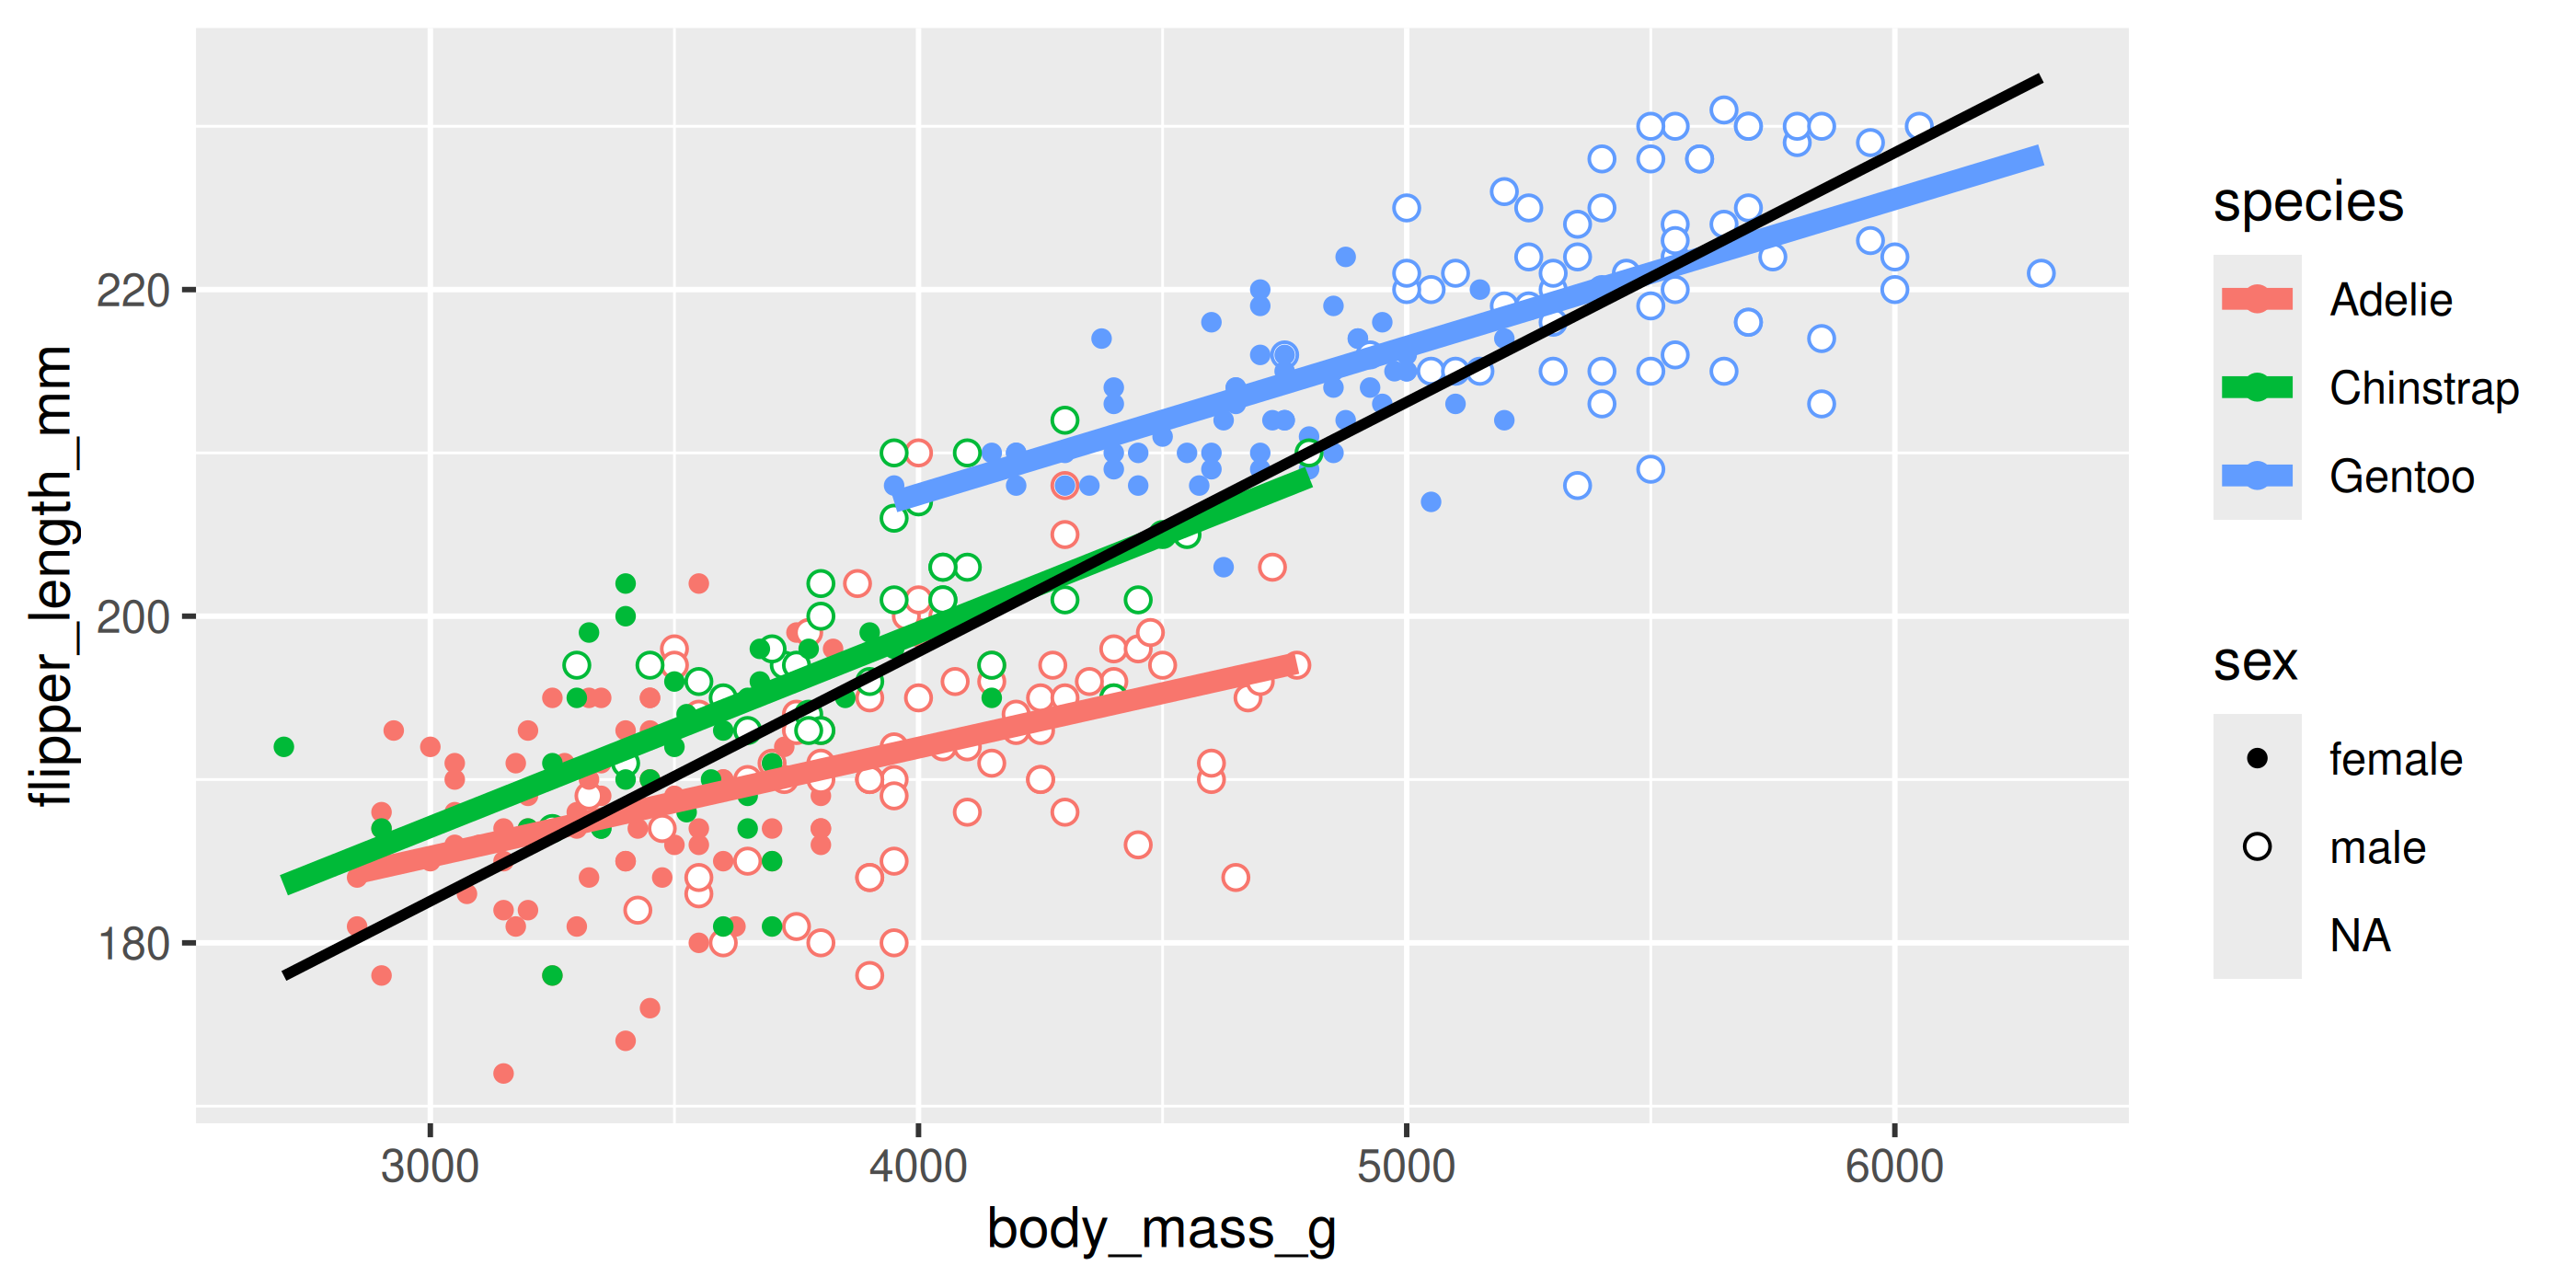 flipper_length_mm
220
200
180
3000
4000
5000
6000
body_mass_g
species
Adelie
Chinstrap
Gentoo
sex
female
male
NA